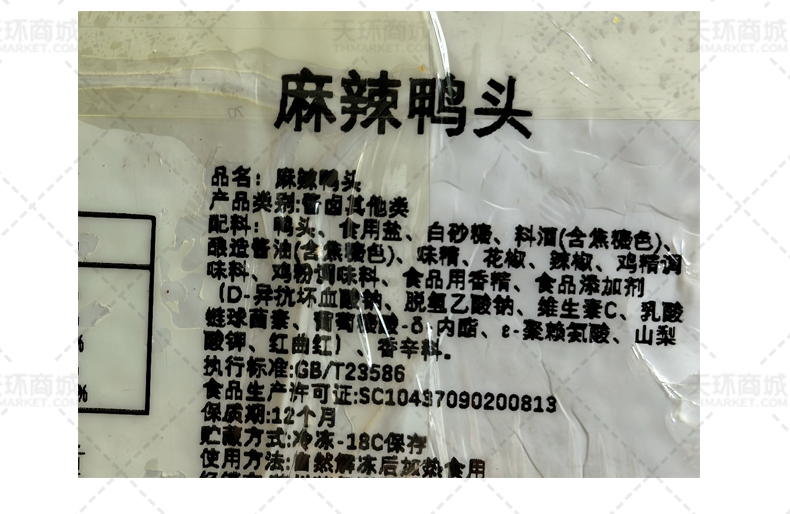 麻辣鸭头
品名：麻辣鸭头
产品类别:酱卤其他类
配料：鸭头、食用盐、白砂糖、料酒(含焦糖色)、
酿造酱油(含焦糖色)、味精、花椒、辣椒、鸡精调
味料、鸡粉调味料、食品用香精、食品添加剂
（D-异抗坏血酸钠、脱氢乙酸钠、维生素C、乳酸
链球菌素、葡萄糖酸-δ-内酯、ε-聚赖氨酸、山梨
酸钾、红曲红）、香辛料。
执行标准:GB/T23586
食品生产许可证:SC10437090200813
保质期:12个月
贮藏方式:冷冻-18C保存
使用方法:自然解冻后加热食用
%
%
天环商城
THMARKET.COM